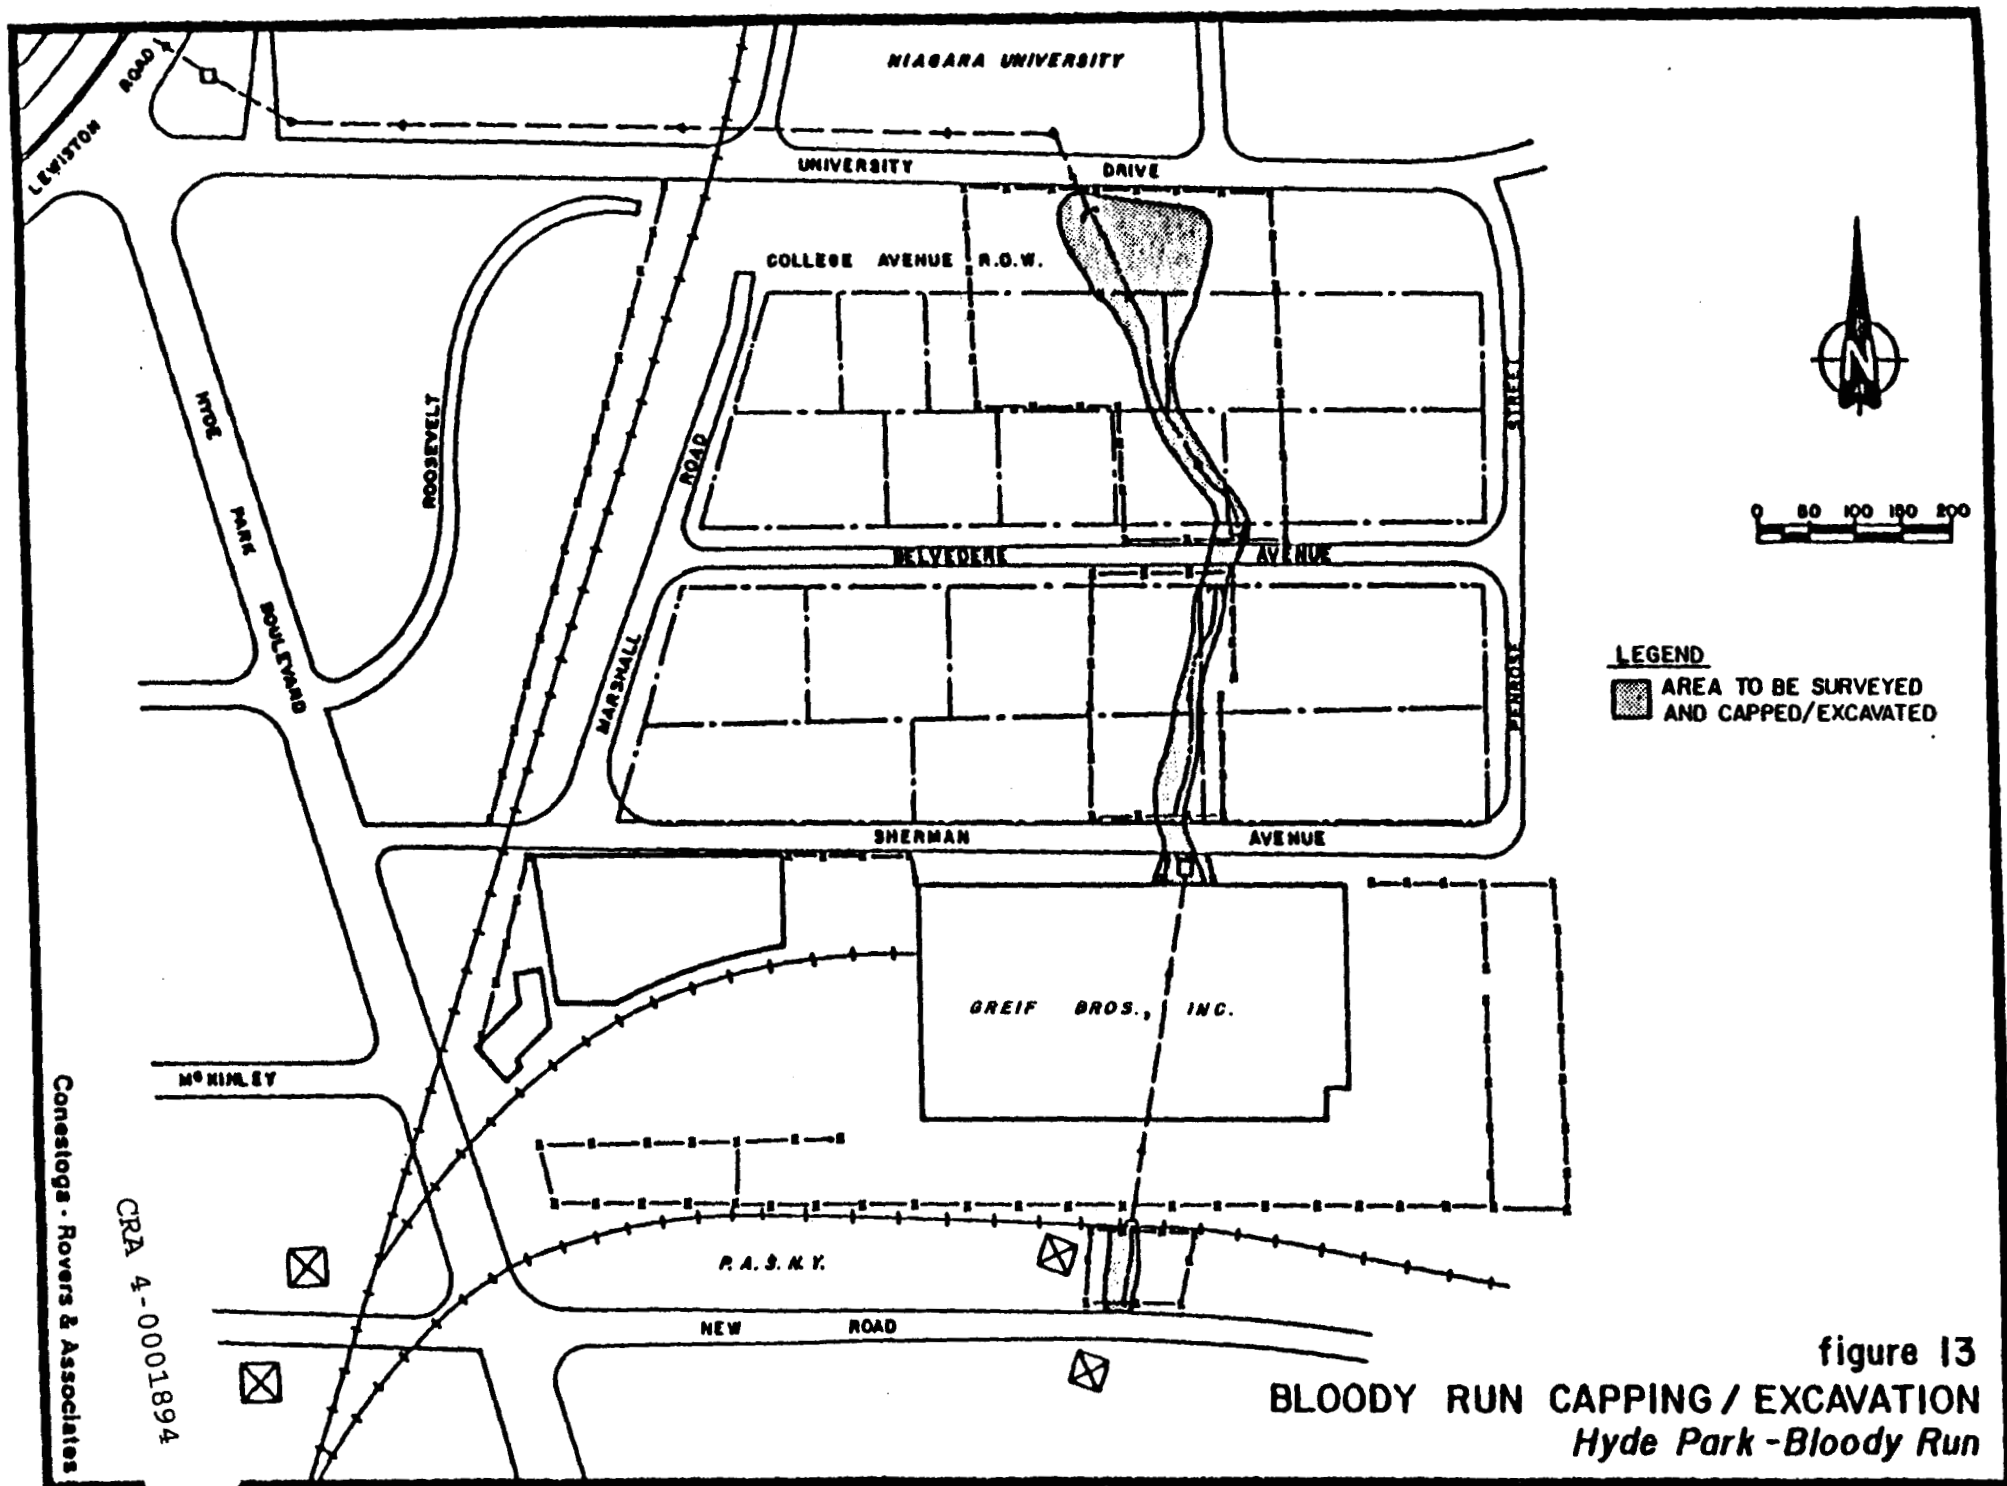 NIAGARA UNIVERSITY
LEWISTON ROAD
UNIVERSITY DRIVE
COLLEGE AVENUE R.O.W.
HYDE PARK BOULEVARD
ROOSEVELT
MARSHALL ROAD
BELVEDERE AVENUE
PENROSE STREET
N
0 50 100 150 200
LEGEND
AREA TO BE SURVEYED
AND CAPPED/EXCAVATED
SHERMAN AVENUE
GREIF BROS., INC.
McKINLEY
P.A.S.N.Y.
NEW ROAD
Conestoga-Rovers & Associates
CRA 4-0001894
figure 13
BLOODY RUN CAPPING / EXCAVATION
Hyde Park-Bloody Run